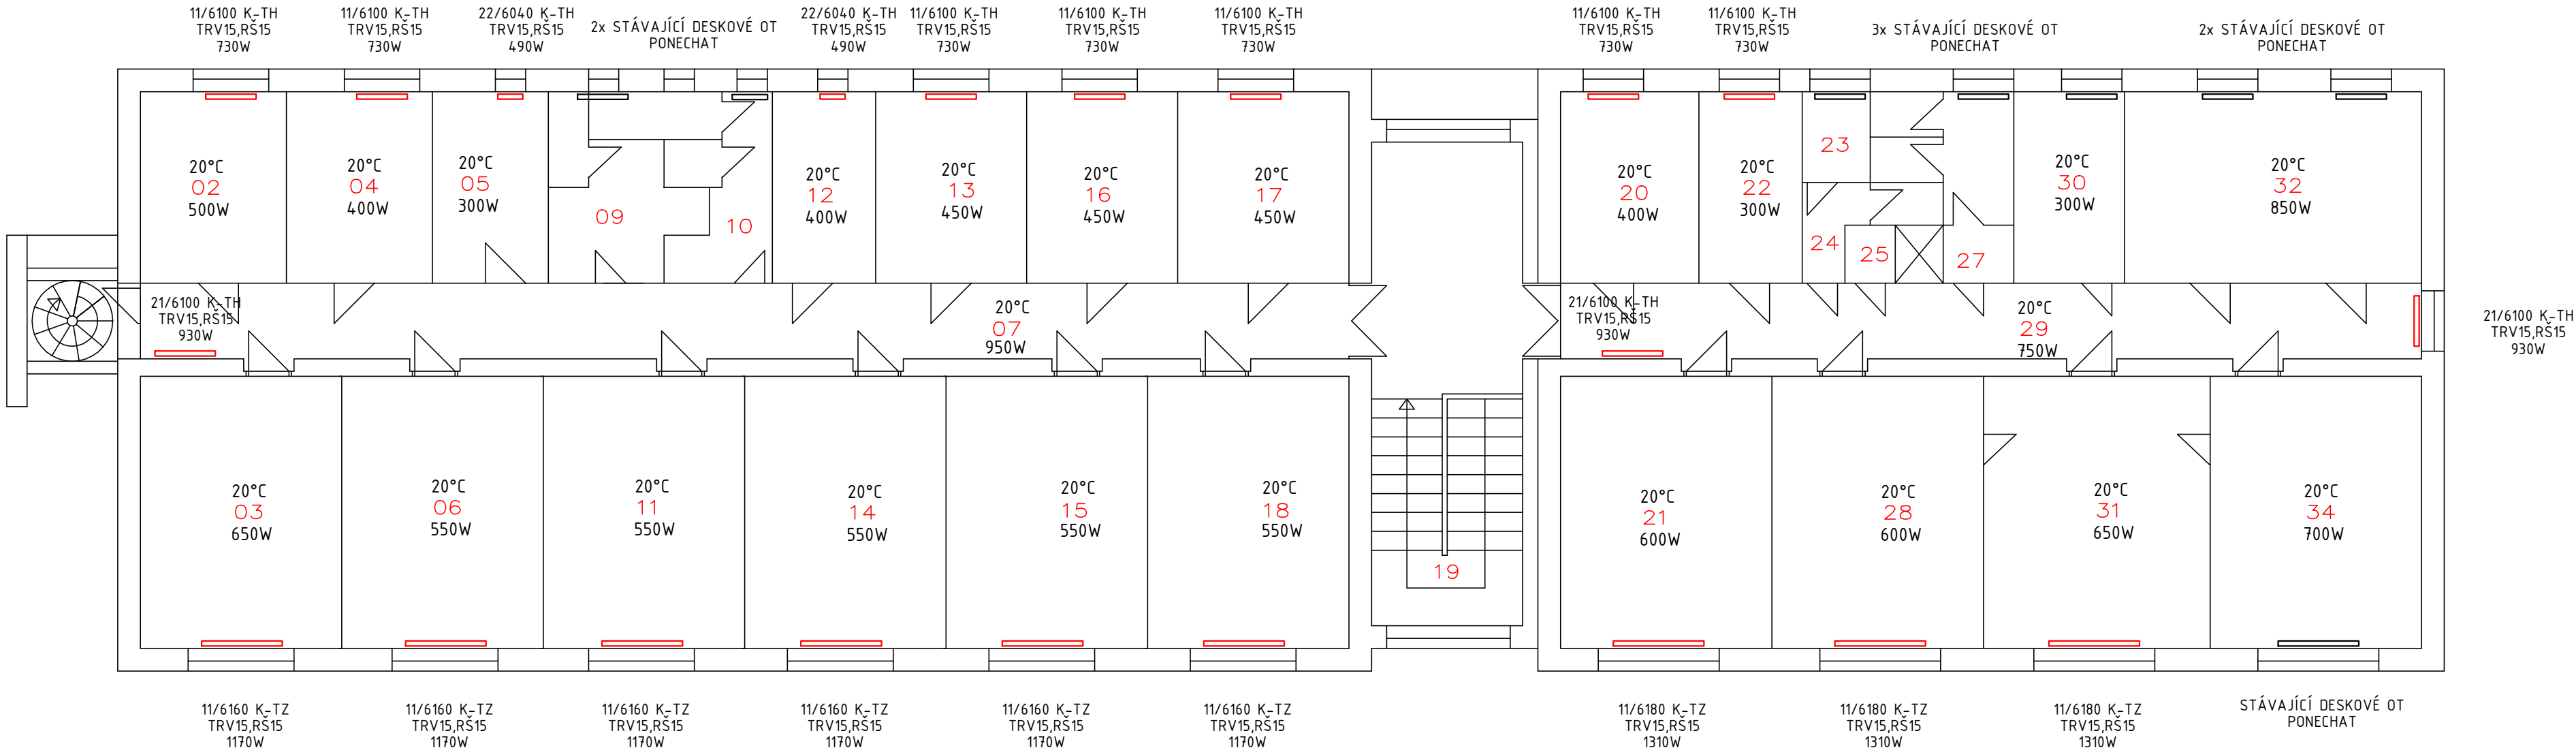 11/6100 K-TH
TRV15,RŠ15
730W
11/6100 K-TH
TRV15,RŠ15
730W
22/6040 K-TH
TRV15,RŠ15
490W
2x STÁVAJÍCÍ DESKOVÉ OT
PONECHAT
22/6040 K-TH
TRV15,RŠ15
490W
11/6100 K-TH
TRV15,RŠ15
730W
11/6100 K-TH
TRV15,RŠ15
730W
11/6100 K-TH
TRV15,RŠ15
730W
11/6100 K-TH
TRV15,RŠ15
730W
11/6100 K-TH
TRV15,RŠ15
730W
3x STÁVAJÍCÍ DESKOVÉ OT
PONECHAT
2x STÁVAJÍCÍ DESKOVÉ OT
PONECHAT
20°C
02
500W
20°C
04
400W
20°C
05
300W
09
10
20°C
12
400W
20°C
13
450W
20°C
16
450W
20°C
17
450W
20°C
20
400W
20°C
22
300W
23
24
25
27
20°C
30
300W
20°C
32
850W
21/6100 K-TH
TRV15,RŠ15
930W
20°C
07
950W
21/6100 K-TH
TRV15,RŠ15
930W
20°C
29
750W
21/6100 K-TH
TRV15,RŠ15
930W
20°C
03
650W
20°C
06
550W
20°C
11
550W
20°C
14
550W
20°C
15
550W
20°C
18
550W
19
20°C
21
600W
20°C
28
600W
20°C
31
650W
20°C
34
700W
11/6160 K-TZ
TRV15,RŠ15
1170W
11/6160 K-TZ
TRV15,RŠ15
1170W
11/6160 K-TZ
TRV15,RŠ15
1170W
11/6160 K-TZ
TRV15,RŠ15
1170W
11/6160 K-TZ
TRV15,RŠ15
1170W
11/6160 K-TZ
TRV15,RŠ15
1170W
11/6180 K-TZ
TRV15,RŠ15
1310W
11/6180 K-TZ
TRV15,RŠ15
1310W
11/6180 K-TZ
TRV15,RŠ15
1310W
STÁVAJÍCÍ DESKOVÉ OT
PONECHAT